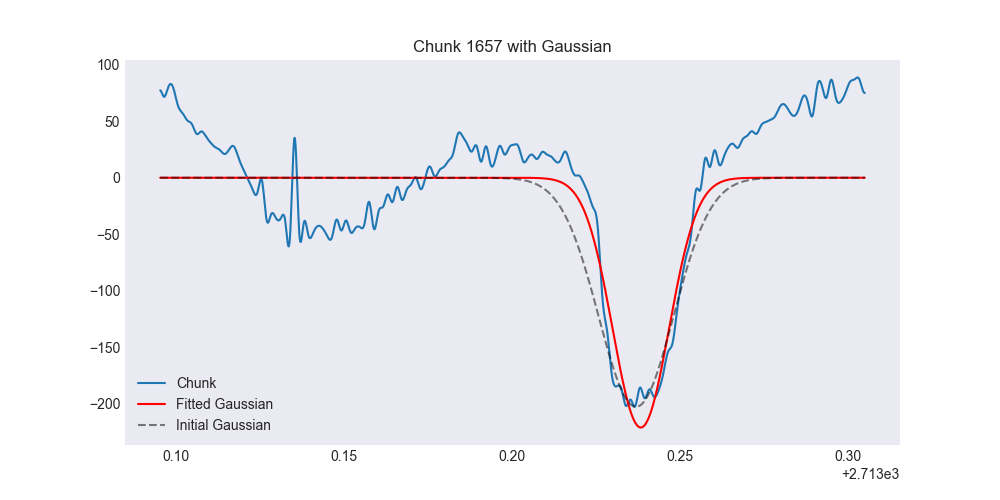 Chunk 1657 with Gaussian
100
50
0
−50
−100
−150
−200
Chunk
Fitted Gaussian
Initial Gaussian
0.10 0.15 0.20 0.25 0.30
+2.713e3